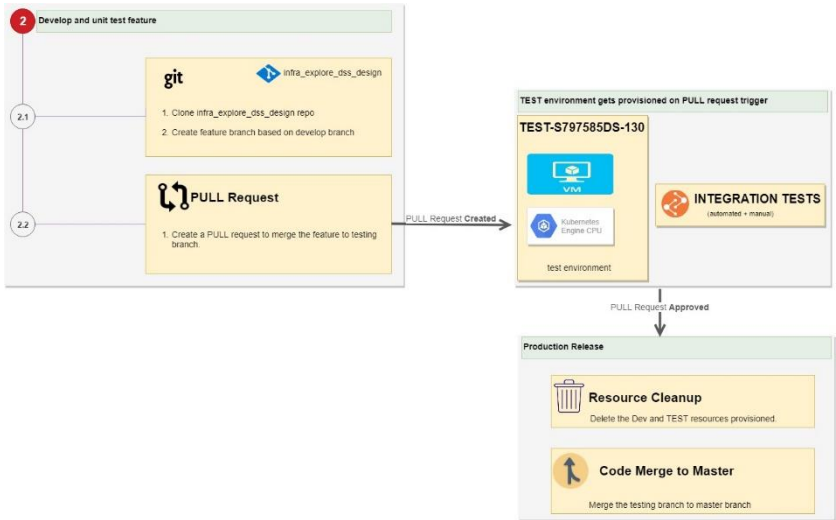 2 Develop and unit test feature
git
infra_explore_dss_design
1. Clone infra_explore_dss_design repo
2. Create feature branch based on develop branch
2.1
PULL Request
1. Create a PULL request to merge the feature to testing
branch.
2.2
PULL Request Created
TEST environment gets provisioned on PULL request trigger
TEST-S797585DS-130
VM
Kubernetes
Engine CPU
test environment
INTEGRATION TESTS
(automated + manual)
PULL Request Approved
Production Release
Resource Cleanup
Delete the Dev and TEST resources provisioned.
Code Merge to Master
Merge the testing branch to master branch